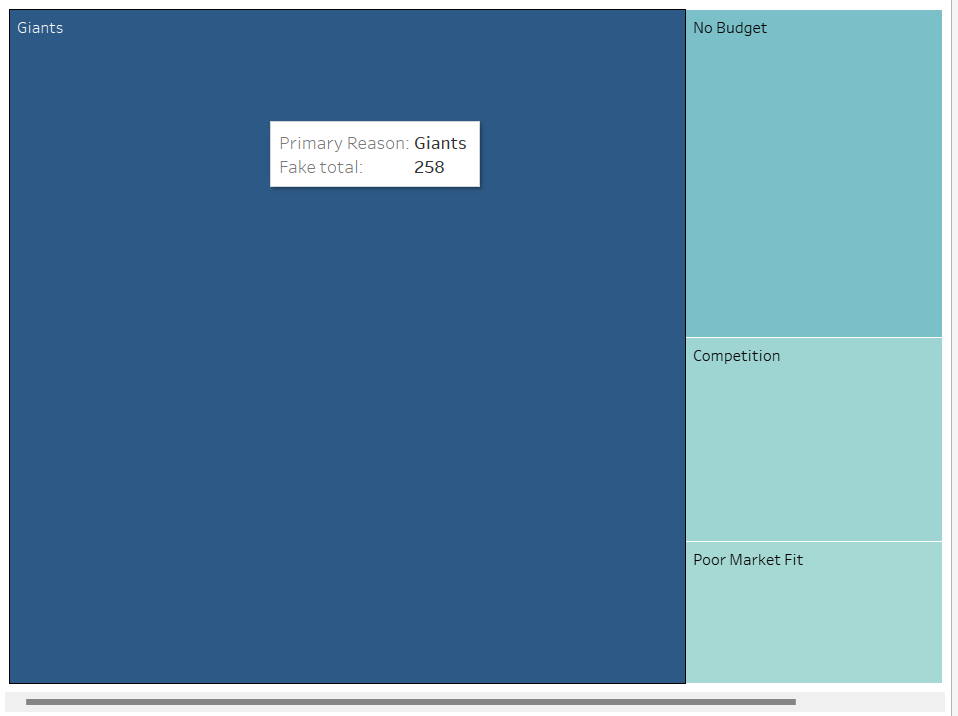 Giants
No Budget
Primary Reason: Giants
Fake total: 258
Competition
Poor Market Fit